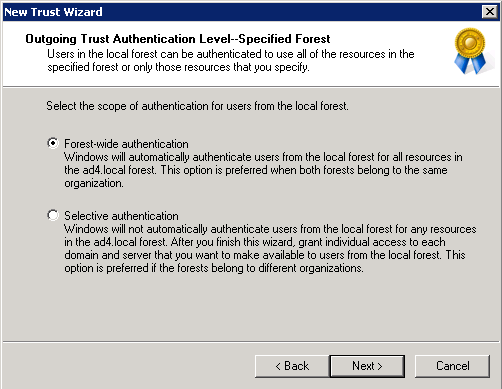 New Trust Wizard
Outgoing Trust Authentication Level--Specified Forest
Users in the local forest can be authenticated to use all of the resources in the
specified forest or only those resources that you specify.
Select the scope of authentication for users from the local forest.
Forest-wide authentication
Windows will automatically authenticate users from the local forest for all resources in
the ad4.local forest. This option is preferred when both forests belong to the same
organization.
Selective authentication
Windows will not automatically authenticate users from the local forest for any resources
in the ad4.local forest. After you finish this wizard, grant individual access to each
domain and server that you want to make available to users from the local forest. This
option is preferred if the forests belong to different organizations.
< Back
Next >
Cancel